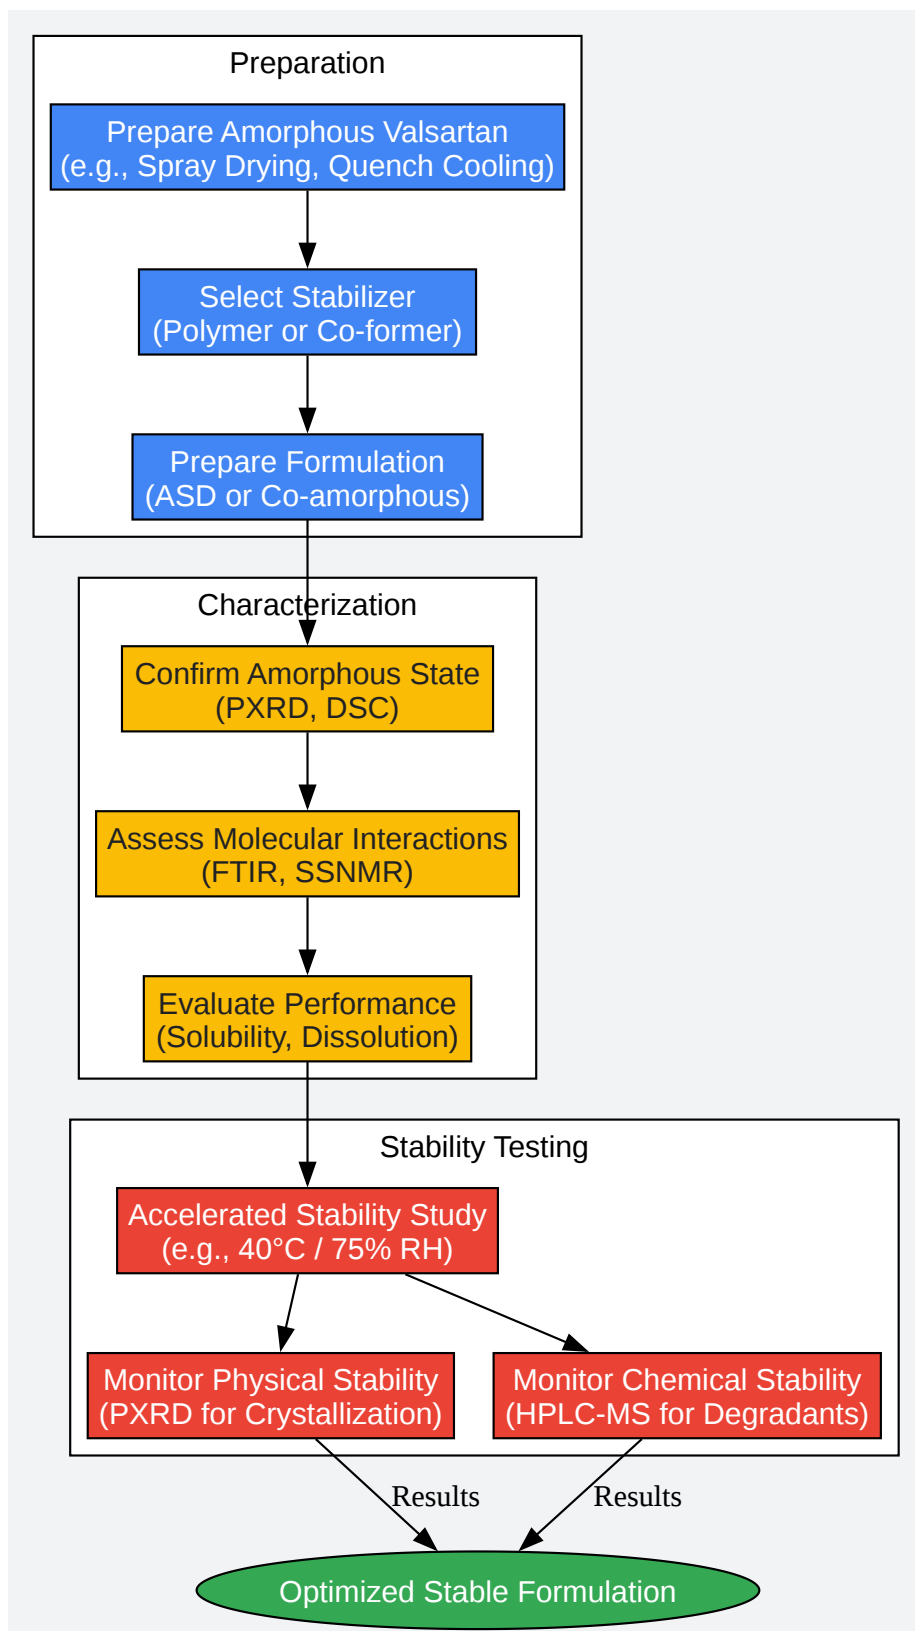 Preparation
Prepare Amorphous Valsartan
(e.g., Spray Drying, Quench Cooling)
Select Stabilizer
(Polymer or Co-former)
Prepare Formulation
(ASD or Co-amorphous)
Characterization
Confirm Amorphous State
(PXRD, DSC)
Assess Molecular Interactions
(FTIR, SSNMR)
Evaluate Performance
(Solubility, Dissolution)
Stability Testing
Accelerated Stability Study
(e.g., 40°C / 75% RH)
Monitor Physical Stability
(PXRD for Crystallization)
Monitor Chemical Stability
(HPLC-MS for Degradants)
Results
Results
Optimized Stable Formulation